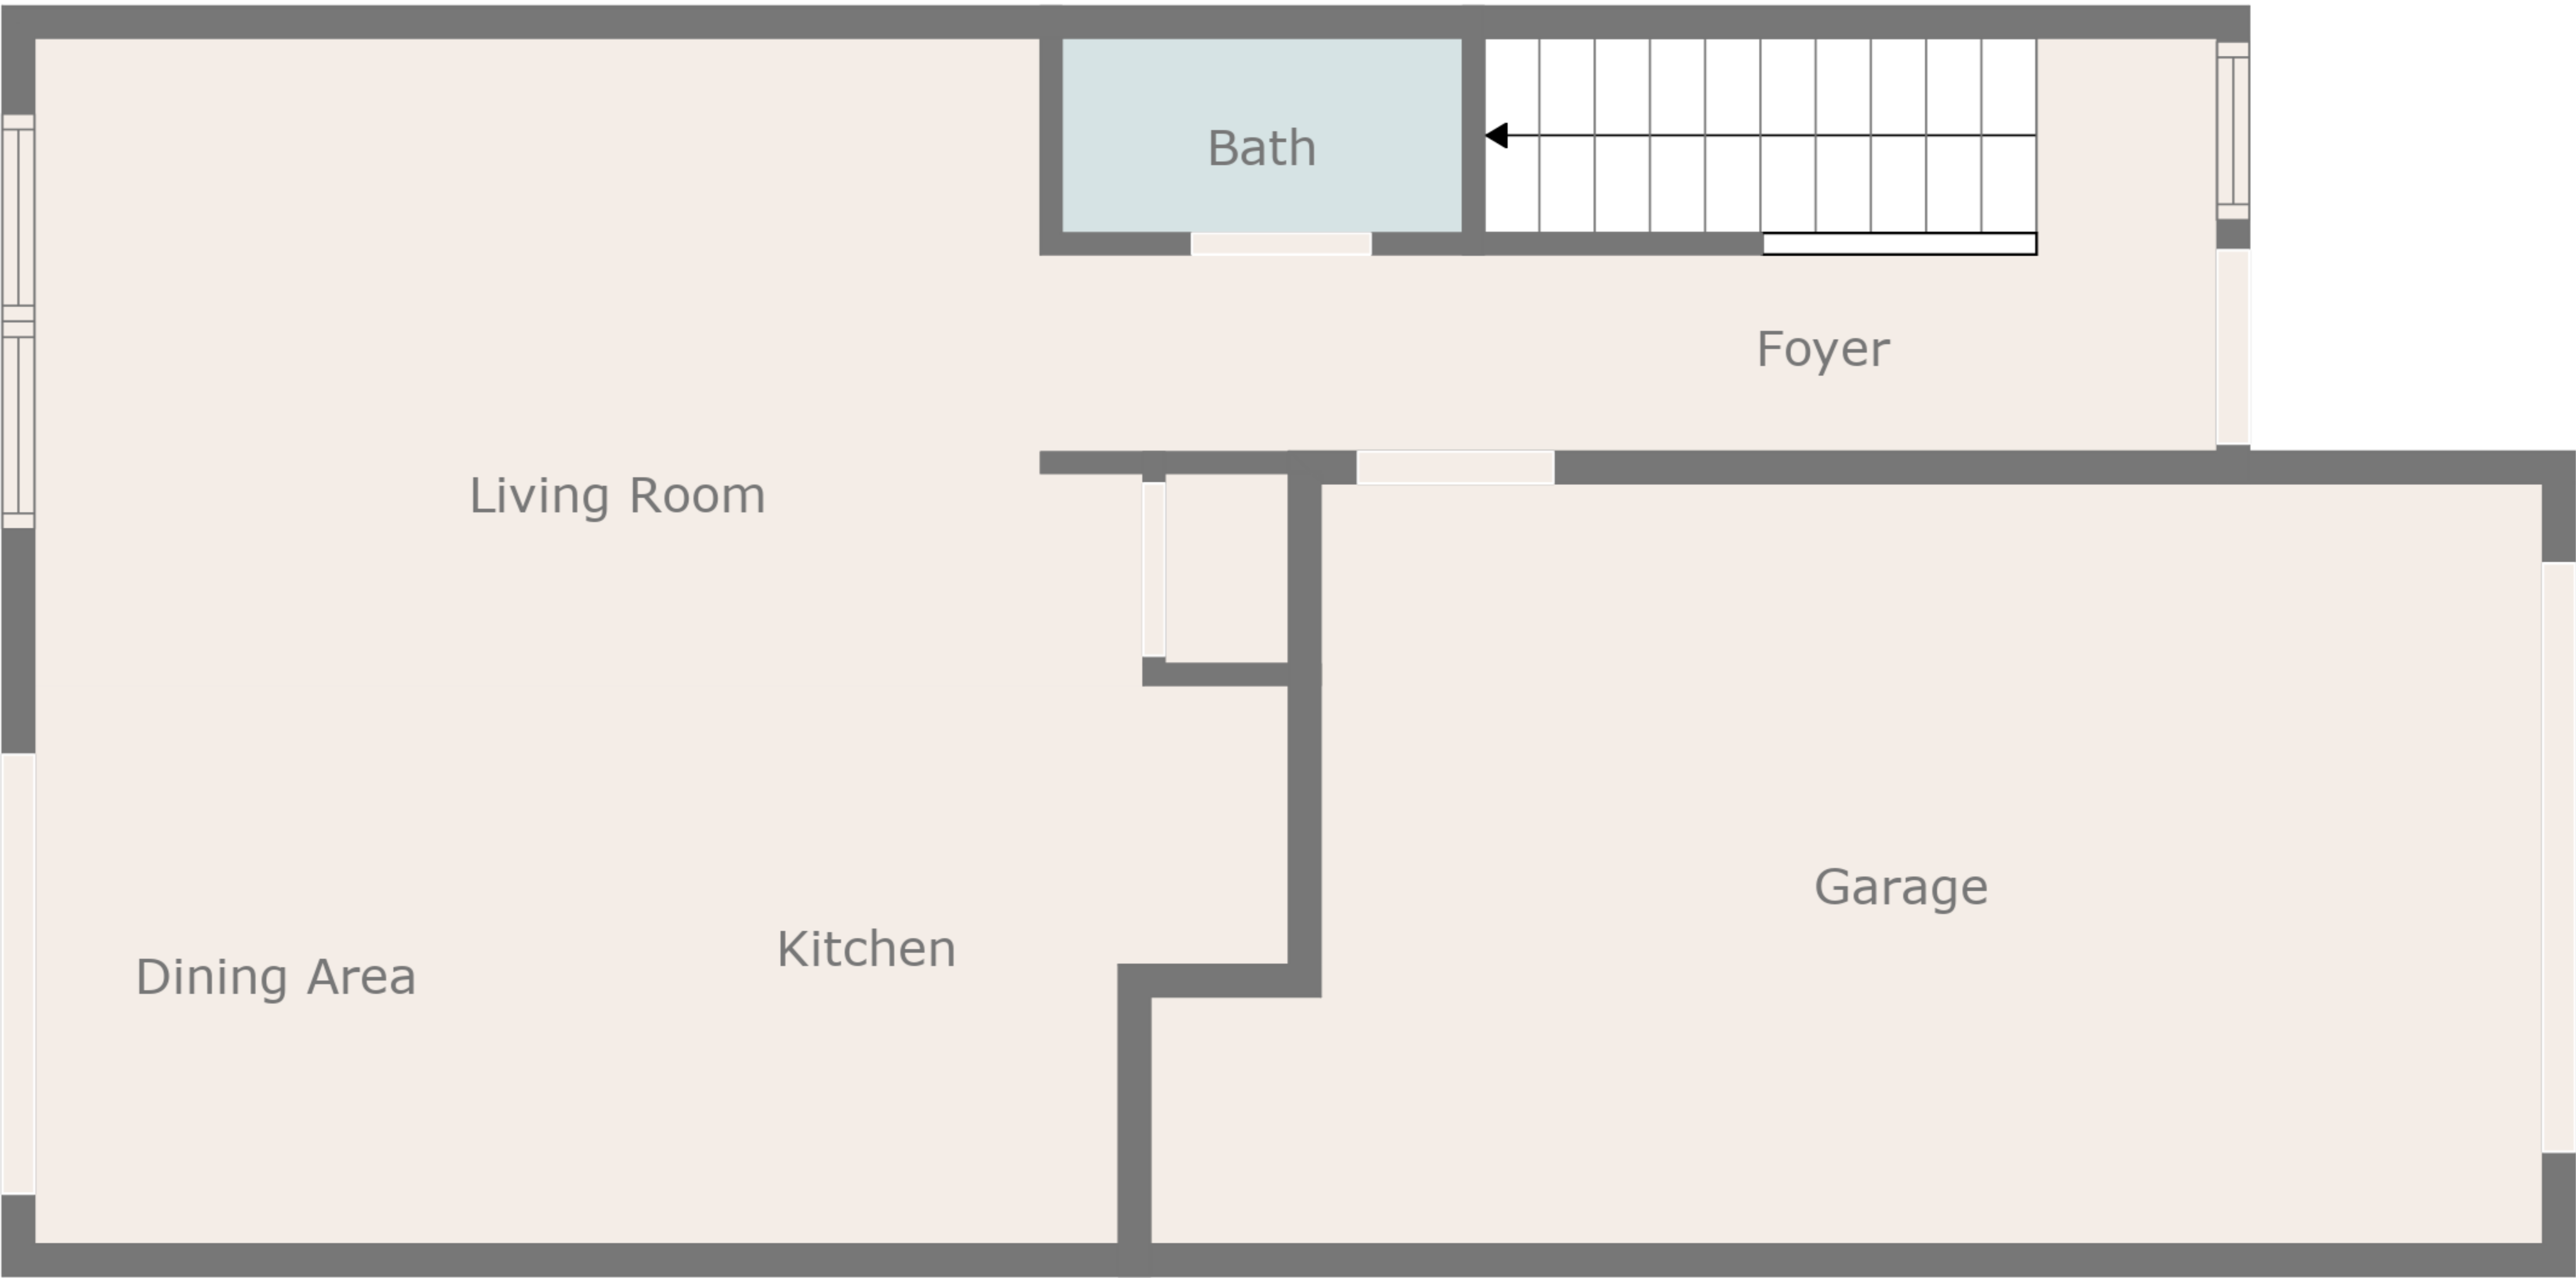 Bath
Foyer
Living Room
Garage
Kitchen
Dining Area